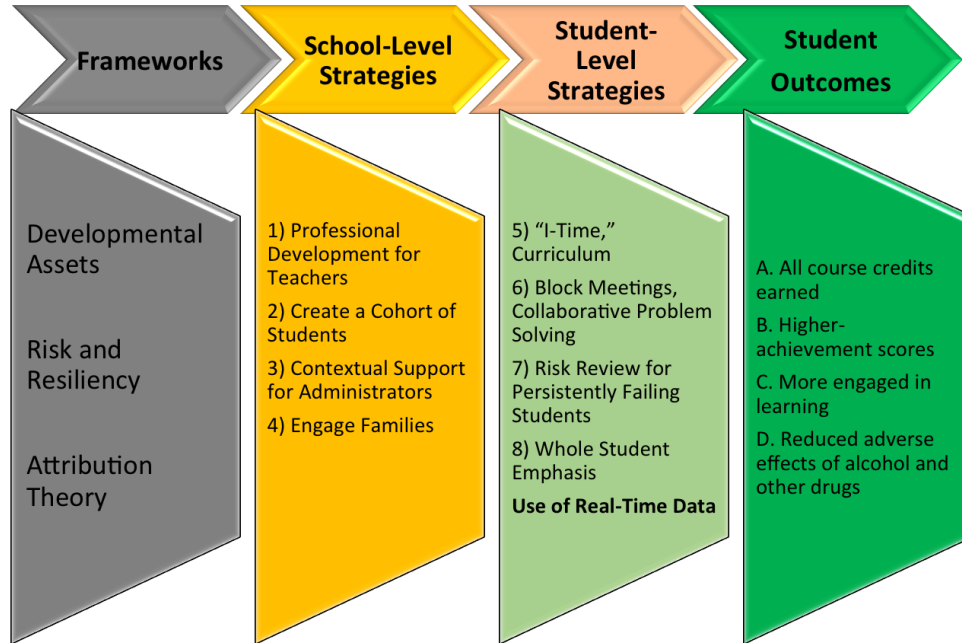 Frameworks
School-Level
Strategies
Student-
Level
Strategies
Student
Outcomes
Developmental
Assets
Risk and
Resiliency
Attribution
Theory
1) Professional
Development for
Teachers
2) Create a Cohort of
Students
3) Contextual Support
for Administrators
4) Engage Families
5) “I-Time,”
Curriculum
6) Block Meetings,
Collaborative Problem
Solving
7) Risk Review for
Persistently Failing
Students
8) Whole Student
Emphasis
Use of Real-Time Data
A. All course credits
earned
B. Higher-
achievement scores
C. More engaged in
learning
D. Reduced adverse
effects of alcohol and
other drugs